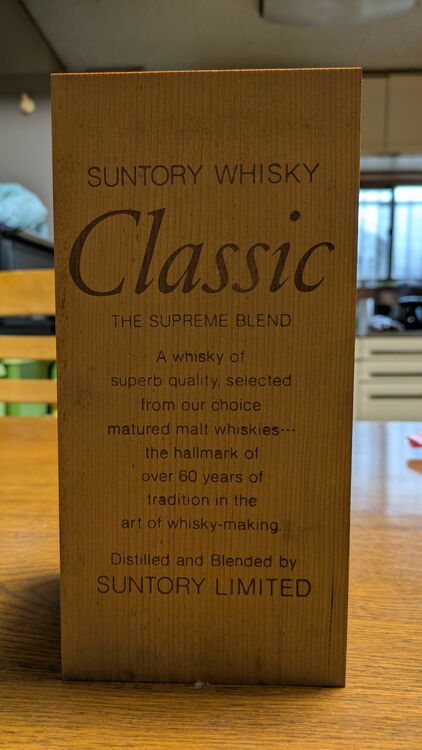 SUNTORY WHISKY
Classic
THE SUPREME BLEND
A whisky of
superb quality, selected
from our choice
matured malt whiskies…
the hallmark of
over 60 years of
tradition in the
art of whisky-making.
Distilled and Blended by
SUNTORY LIMITED